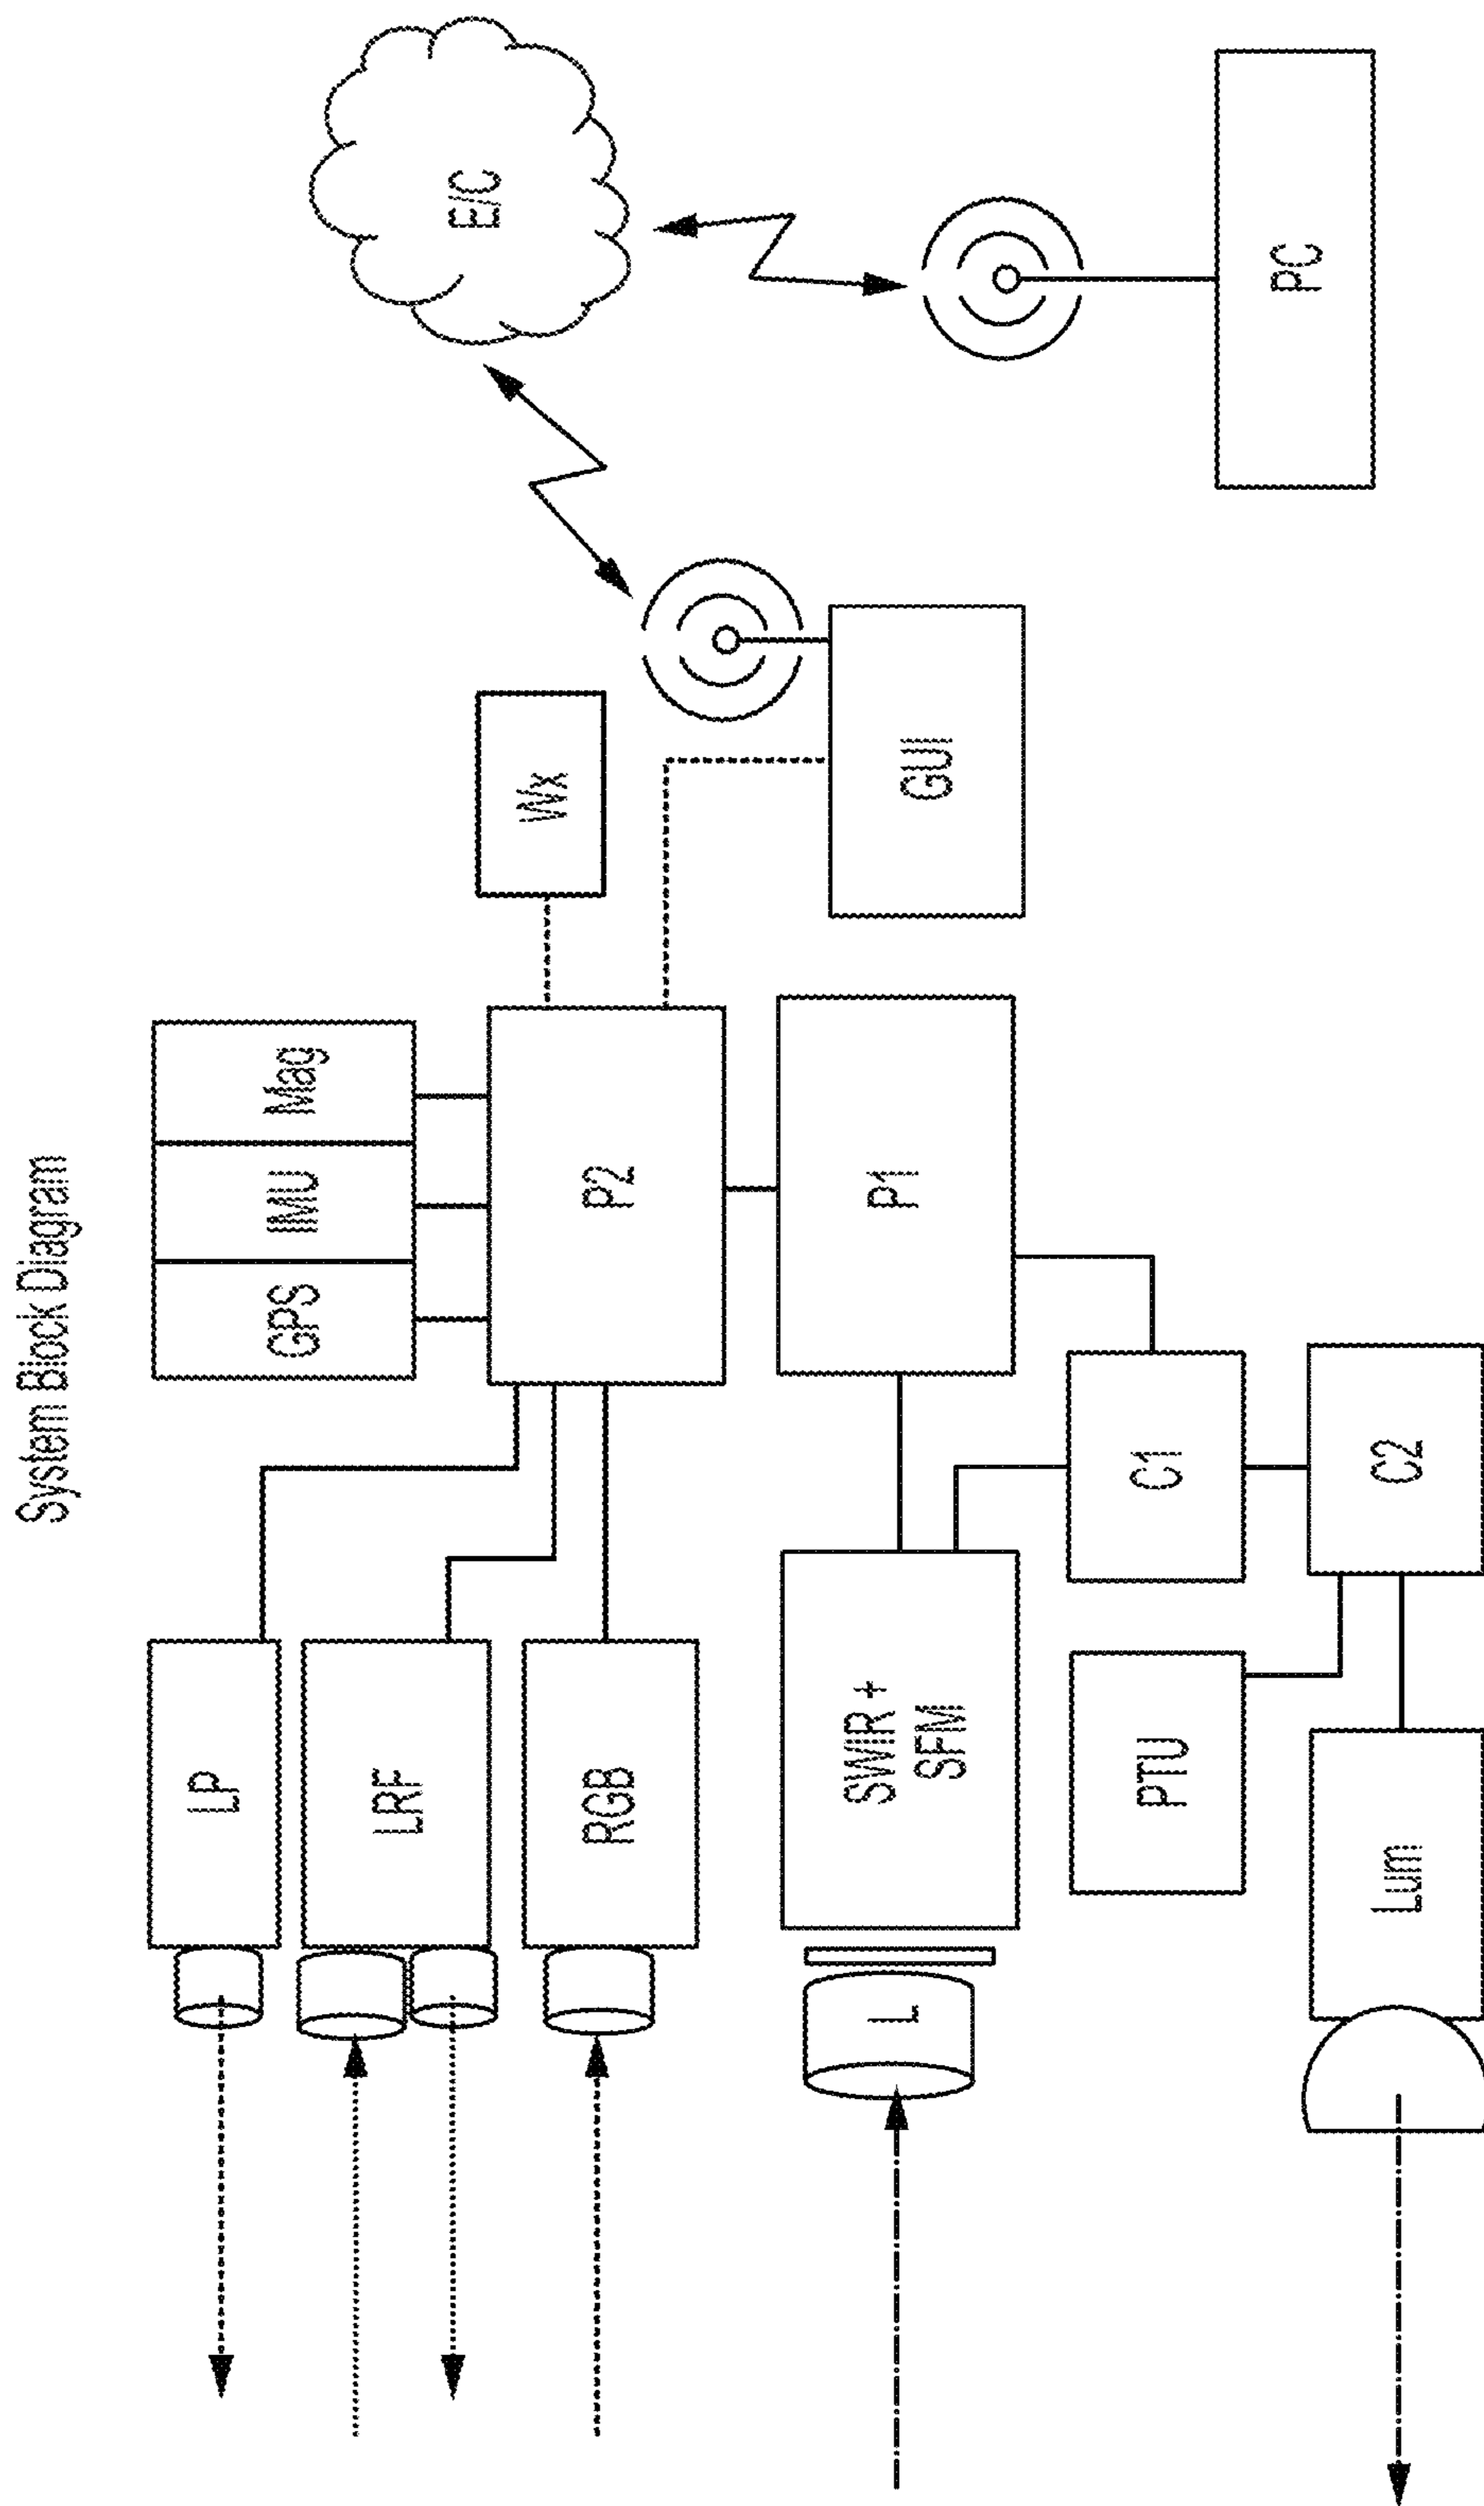 System Block Diagram
LP
LRF
RGB
GPS
IMU
Mag
P2
Wx
E/C
SWIR +
SFM
L
P1
GUI
PTU
C1
Lum
C2
PC